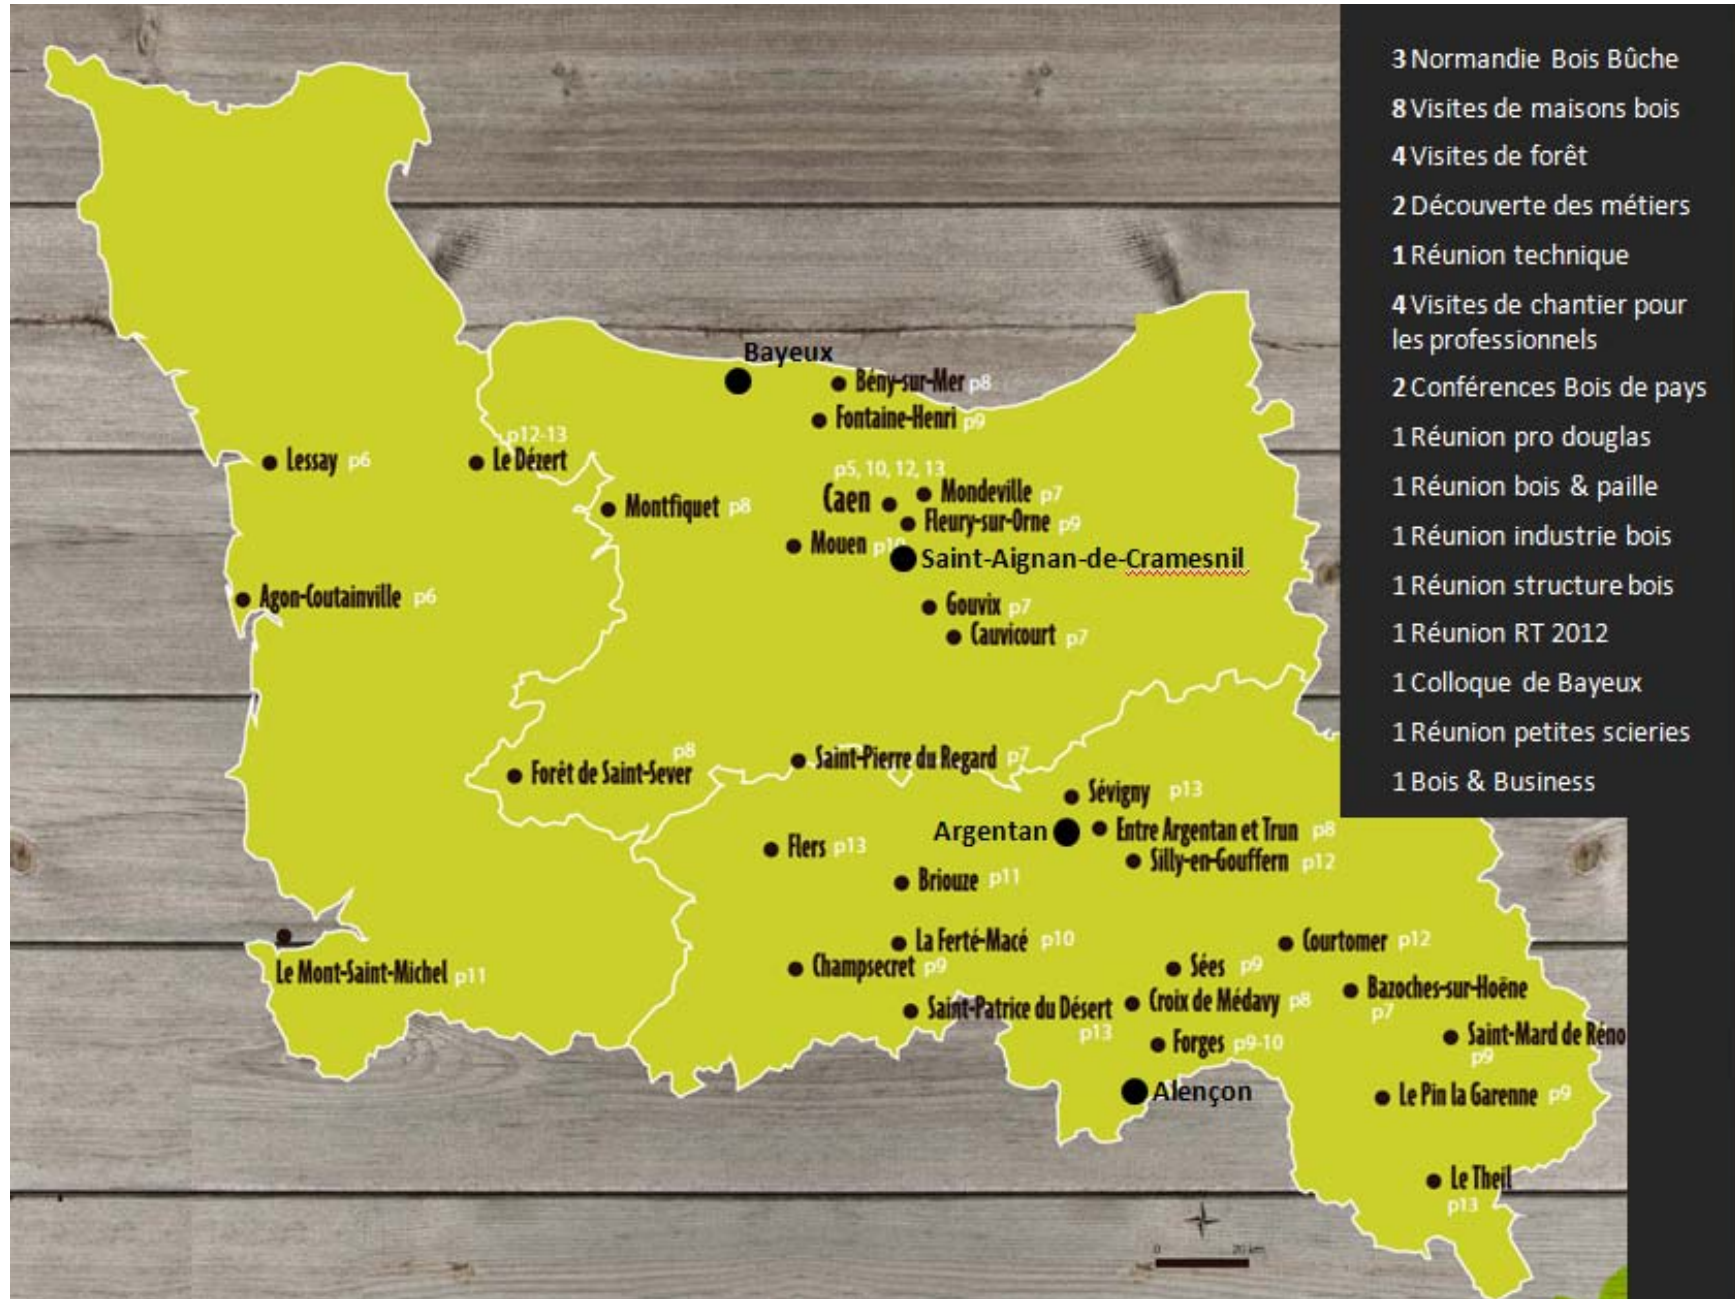 3 Normandie Bois Bûche
8 Visites de maisons bois
4 Visites de forêt
2 Découverte des métiers
1 Réunion technique
4 Visites de chantier pour
les professionnels
2 Conférences Bois de pays
1 Réunion pro douglas
1 Réunion bois & paille
1 Réunion industrie bois
1 Réunion structure bois
1 Réunion RT 2012
1 Colloque de Bayeux
1 Réunion petites scieries
1 Bois & Business
Bayeux
Bény-sur-Mer p8
Fontaine-Henri p9
Lessay p6
p12-13
Le Dézert
p5, 10, 12, 13
Caen
Mondeville p7
Montfiquet p8
Fleury-sur-Orne p9
Mouen p10
Saint-Aignan-de-Cramesnil
Agon-Coutainville p6
Gouvix p7
Cauvicourt p7
p8
Forêt de Saint-Sever
Saint-Pierre du Regard p7
Sévigny p13
Argentan
Entre Argentan et Trun p8
Flers p13
Silly-en-Gouffern p12
Briouze p11
La Ferté-Macé p10
Courtomer p12
Champsecret p9
Sées p9
Le Mont-Saint-Michel p11
Bazoches-sur-Hoëne
p7
Croix de Médavy p8
Saint-Patrice du Désert
p13
Saint-Mard de Réno
p9
Forges p9-10
Alençon
Le Pin la Garenne p9
Le Theil
p13
0 20 km